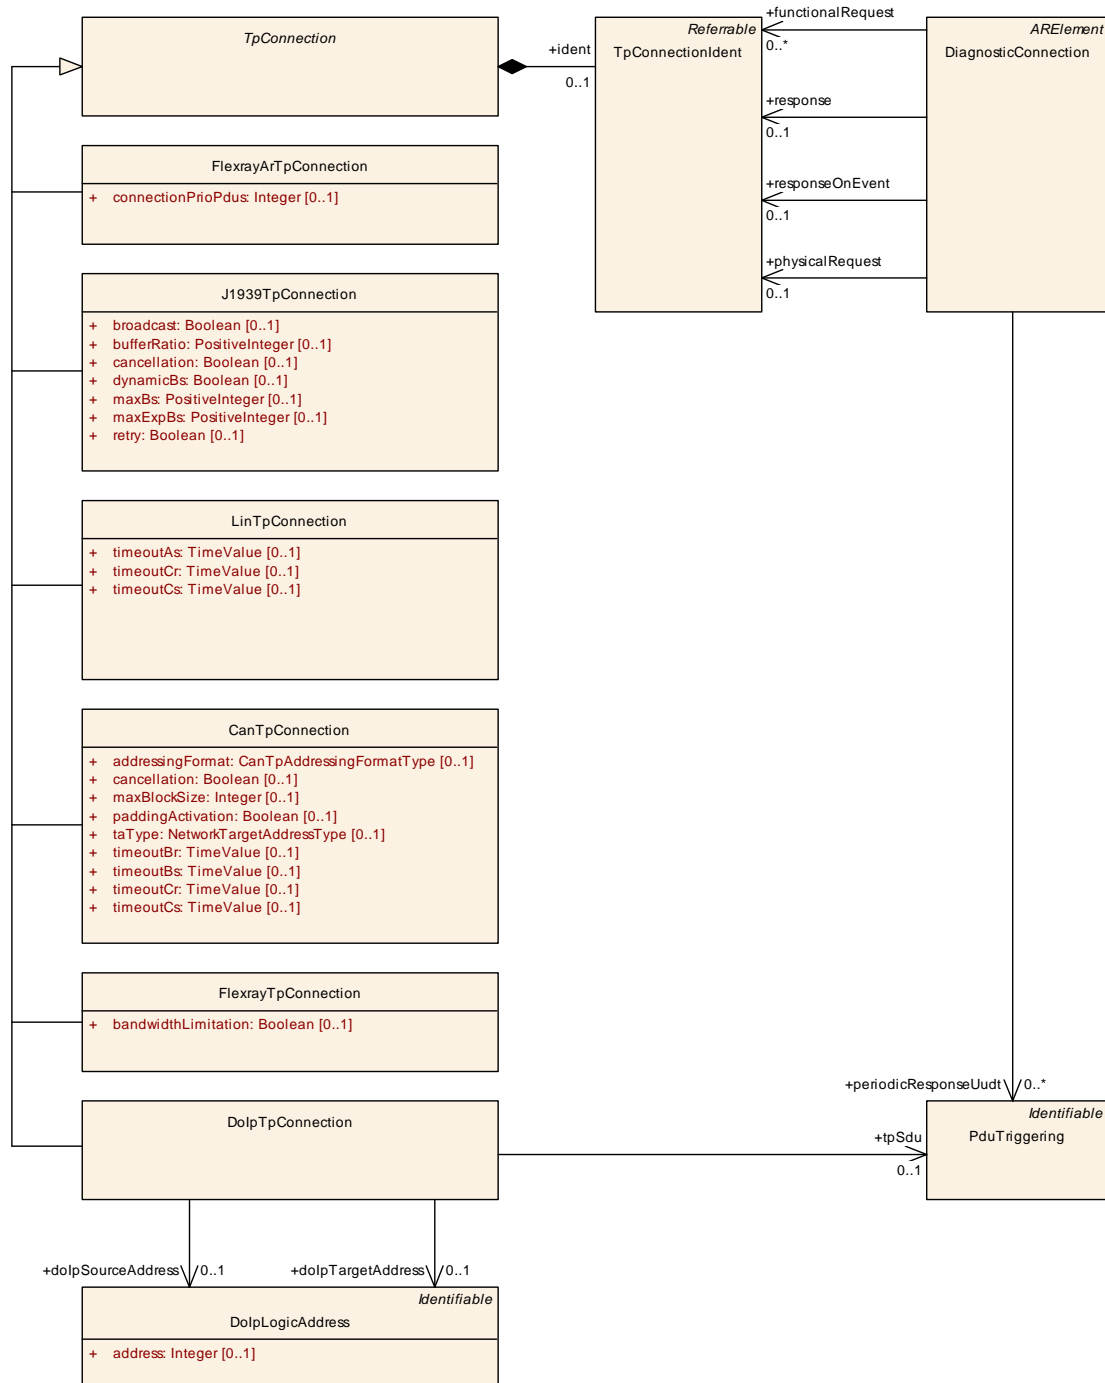 TpConnection
+ident
0..1
Referrable
TpConnectionIdent
+functionalRequest
0..*
+response
0..1
+responseOnEvent
0..1
+physicalRequest
0..1
ARElement
DiagnosticConnection
FlexrayArTpConnection
+ connectionPrioPdus: Integer [0..1]
J1939TpConnection
+ broadcast: Boolean [0..1]
+ bufferRatio: PositiveInteger [0..1]
+ cancellation: Boolean [0..1]
+ dynamicBs: Boolean [0..1]
+ maxBs: PositiveInteger [0..1]
+ maxExpBs: PositiveInteger [0..1]
+ retry: Boolean [0..1]
LinTpConnection
+ timeoutAs: TimeValue [0..1]
+ timeoutCr: TimeValue [0..1]
+ timeoutCs: TimeValue [0..1]
CanTpConnection
+ addressingFormat: CanTpAddressingFormatType [0..1]
+ cancellation: Boolean [0..1]
+ maxBlockSize: Integer [0..1]
+ paddingActivation: Boolean [0..1]
+ taType: NetworkTargetAddressType [0..1]
+ timeoutBr: TimeValue [0..1]
+ timeoutBs: TimeValue [0..1]
+ timeoutCr: TimeValue [0..1]
+ timeoutCs: TimeValue [0..1]
FlexrayTpConnection
+ bandwidthLimitation: Boolean [0..1]
+periodicResponseUudt 0..*
DoIpTpConnection
+tpSdu
0..1
Identifiable
PduTriggering
+doIpSourceAddress 0..1
+doIpTargetAddress 0..1
Identifiable
DoIpLogicAddress
+ address: Integer [0..1]